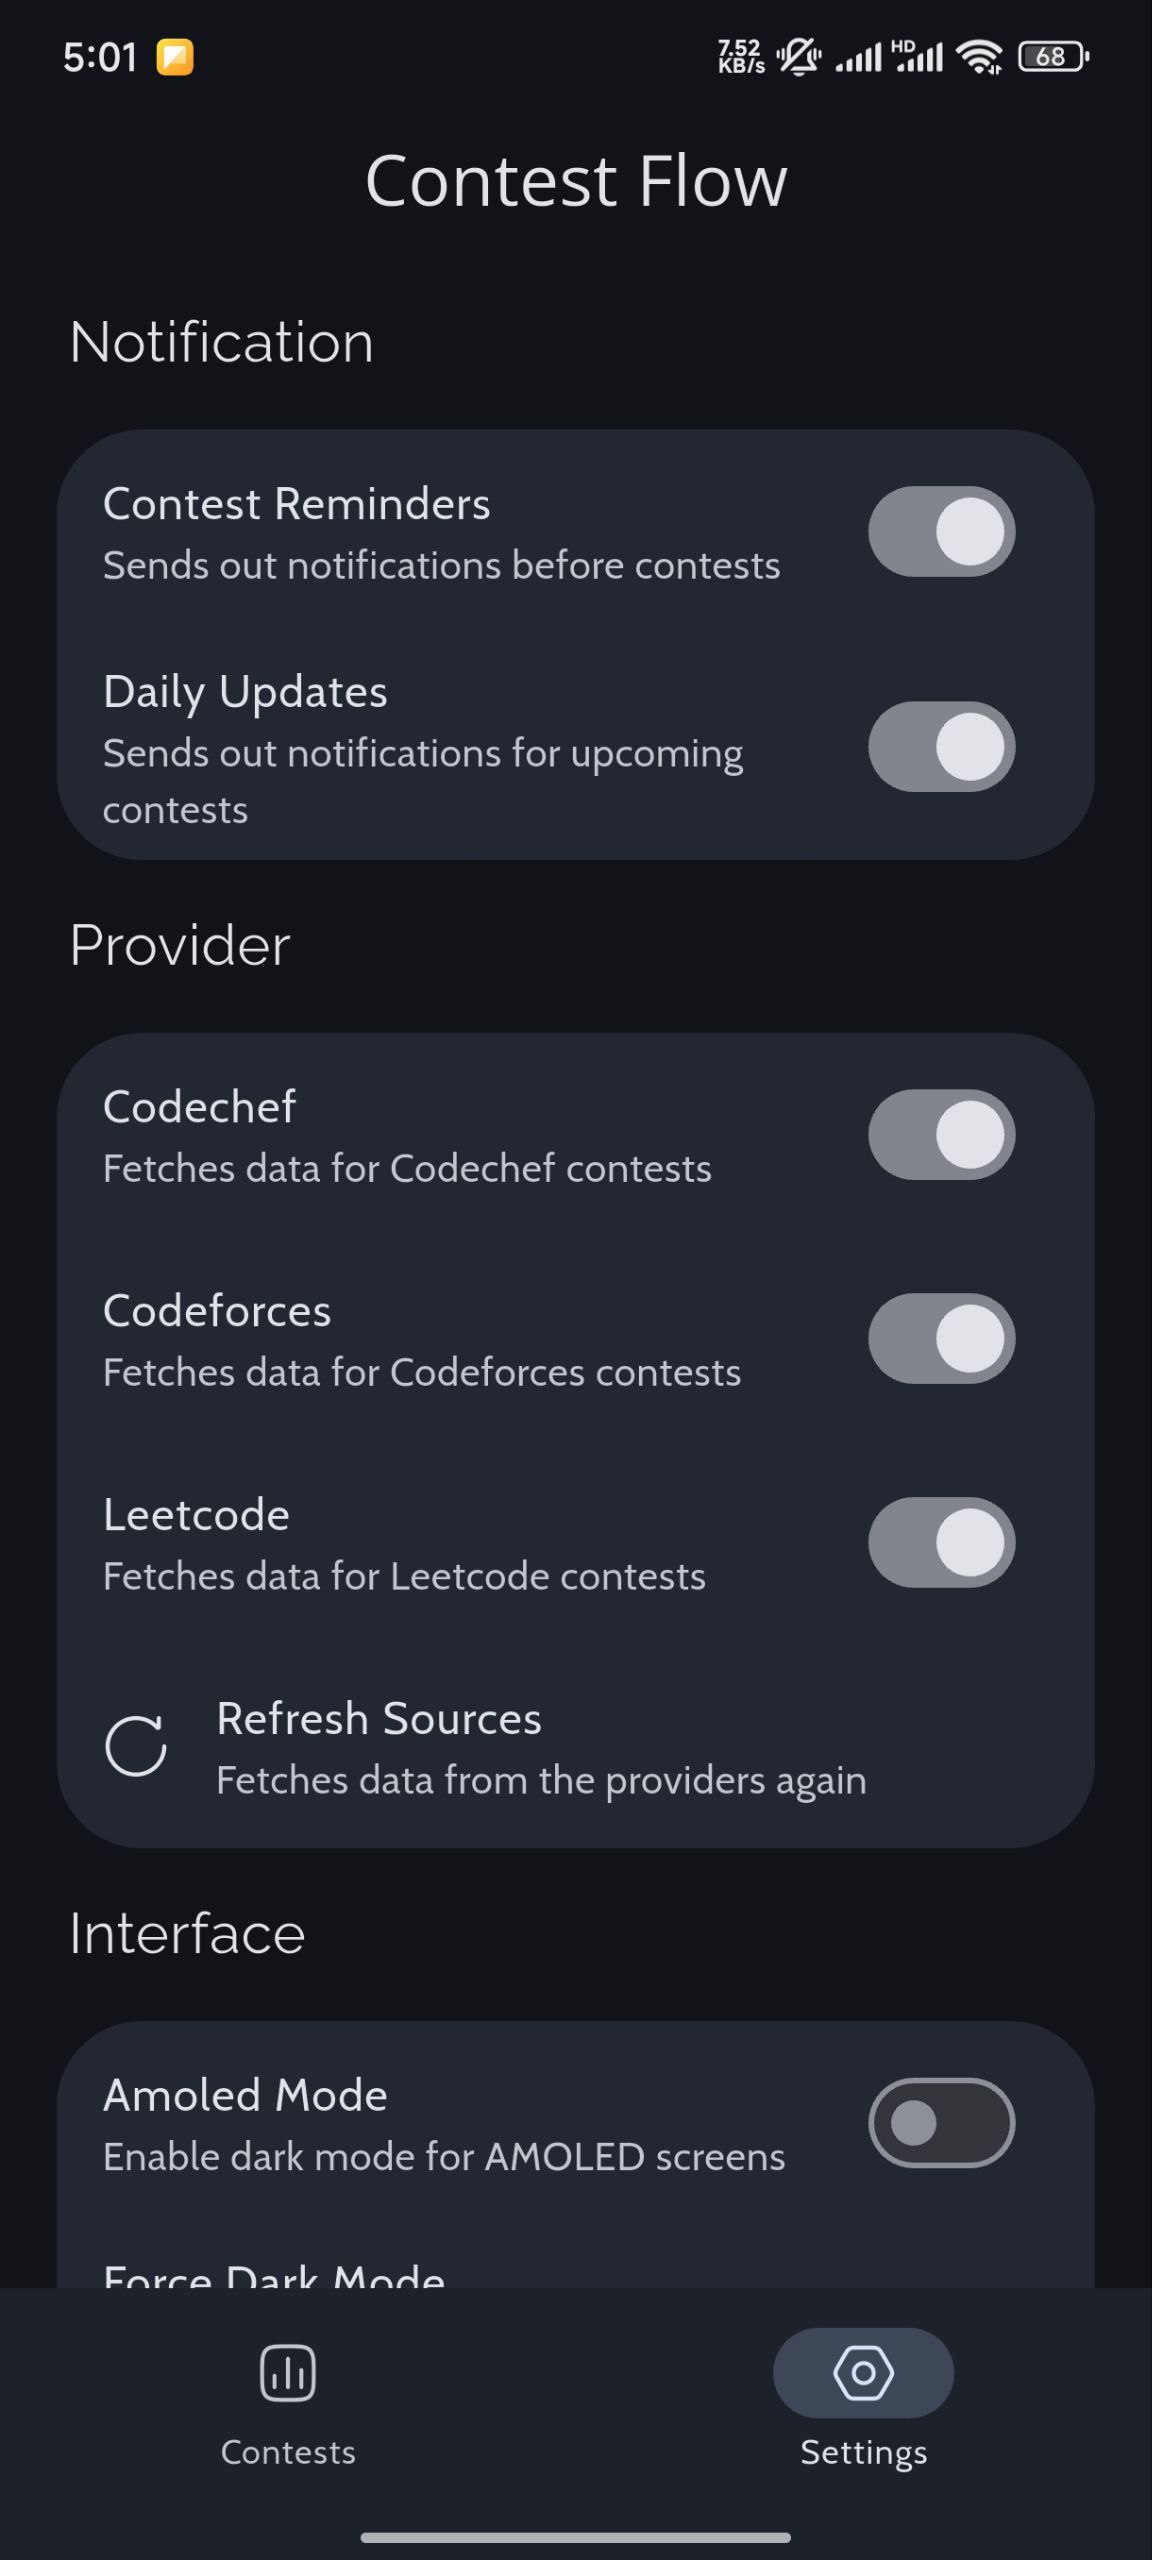 5:01
7.52
KB/s
HD
68
Contest Flow
Notification
Contest Reminders
Sends out notifications before contests
Daily Updates
Sends out notifications for upcoming
contests
Provider
Codechef
Fetches data for Codechef contests
Codeforces
Fetches data for Codeforces contests
Leetcode
Fetches data for Leetcode contests
Refresh Sources
Fetches data from the providers again
Interface
Amoled Mode
Enable dark mode for AMOLED screens
Force Dark Mode
Contests
Settings